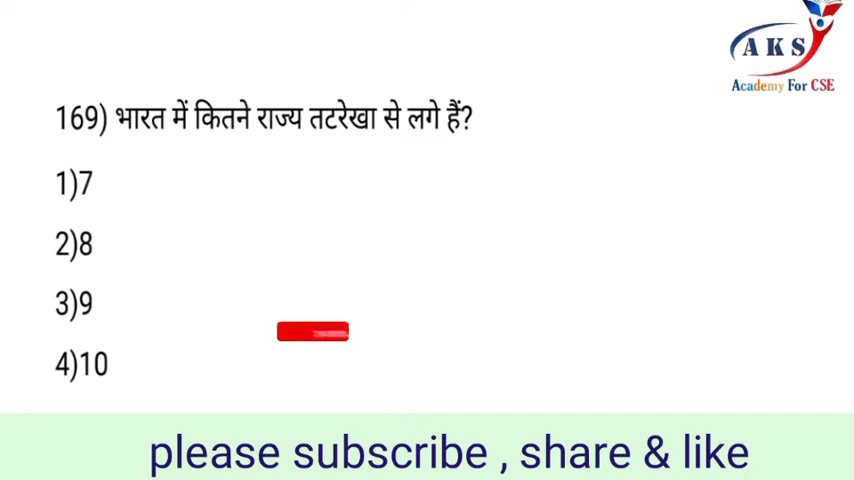 AKS
Academy For CSE
169) भारत में कितने राज्य तटरेखा से लगे हैं?
1)7
2)8
3)9
4)10
please subscribe , share & like